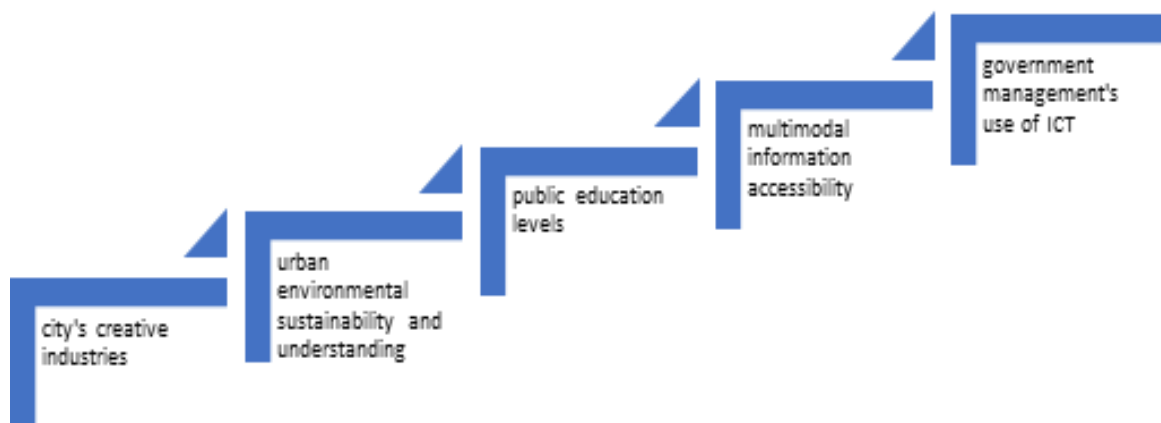 city's creative
industries
urban
environmental
sustainability and
understanding
public education
levels
multimodal
information
accessibility
government
management's
use of ICT